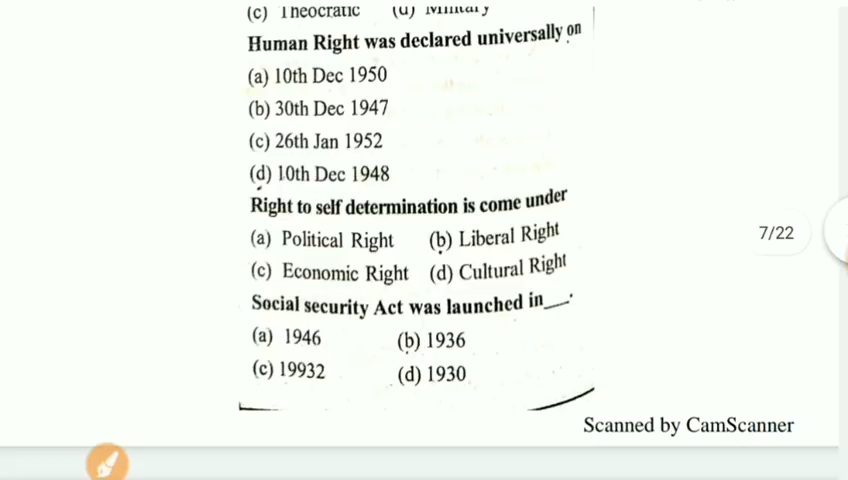 (c) Theocratic (d) Military
Human Right was declared universally on
(a) 10th Dec 1950
(b) 30th Dec 1947
(c) 26th Jan 1952
(d) 10th Dec 1948
Right to self determination is come under
(a) Political Right (b) Liberal Right
(c) Economic Right (d) Cultural Right
Social security Act was launched in__.
(a) 1946 (b) 1936
(c) 19932 (d) 1930
7/22
Scanned by CamScanner